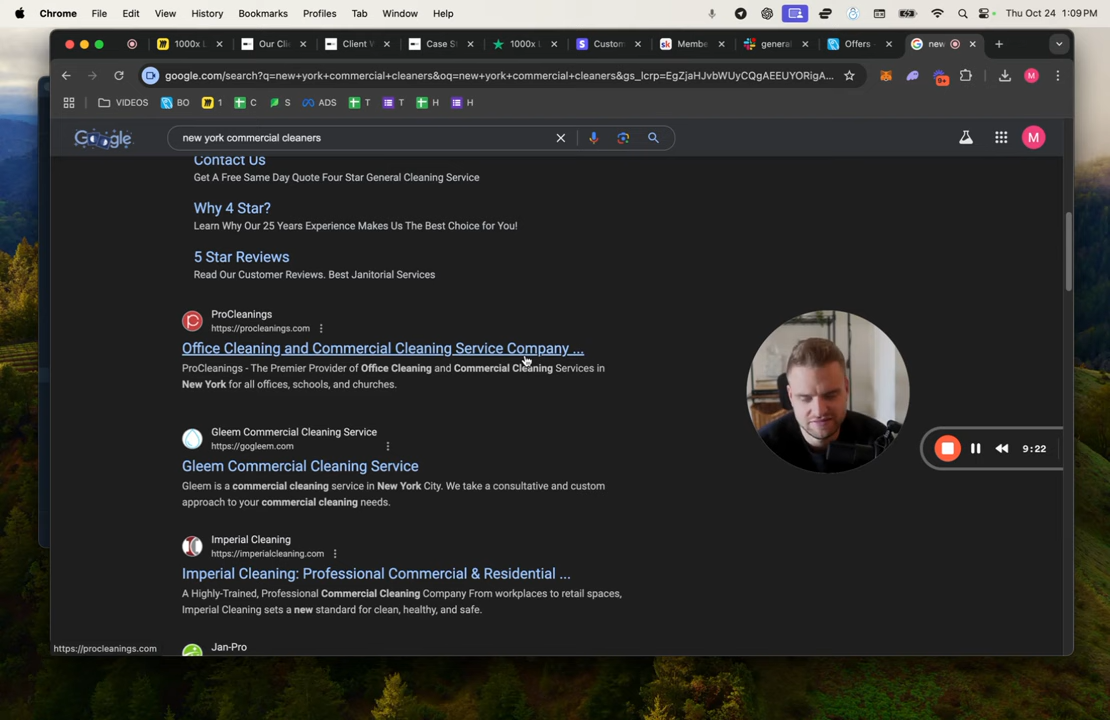 Chrome File Edit View History Bookmarks Profiles Tab Window Help Thu Oct 24 1:09 PM
1000x L Our Cli Client V Case St 1000x L Custom Membe general Offers - new
google.com/search?q=new+york+commercial+cleaners&oq=new+york+commercial+cleaners&gs_lcrp=EgZjaHJvbWUyCQgAEEUYORigA...
9+
M
VIDEOS BO 1 C S ADS T T H H
Google
new york commercial cleaners
M
Contact Us
Get A Free Same Day Quote Four Star General Cleaning Service
Why 4 Star?
Learn Why Our 25 Years Experience Makes Us The Best Choice for You!
5 Star Reviews
Read Our Customer Reviews. Best Janitorial Services
ProCleanings
https://procleanings.com
Office Cleaning and Commercial Cleaning Service Company ...
ProCleanings - The Premier Provider of Office Cleaning and Commercial Cleaning Services in
New York for all offices, schools, and churches.
Gleem Commercial Cleaning Service
https://gogleem.com
Gleem Commercial Cleaning Service
Gleem is a commercial cleaning service in New York City. We take a consultative and custom
approach to your commercial cleaning needs.
9:22
Imperial Cleaning
https://imperialcleaning.com
Imperial Cleaning: Professional Commercial & Residential ...
A Highly-Trained, Professional Commercial Cleaning Company From workplaces to retail spaces,
Imperial Cleaning sets a new standard for clean, healthy, and safe.
Jan-Pro
https://procleanings.com